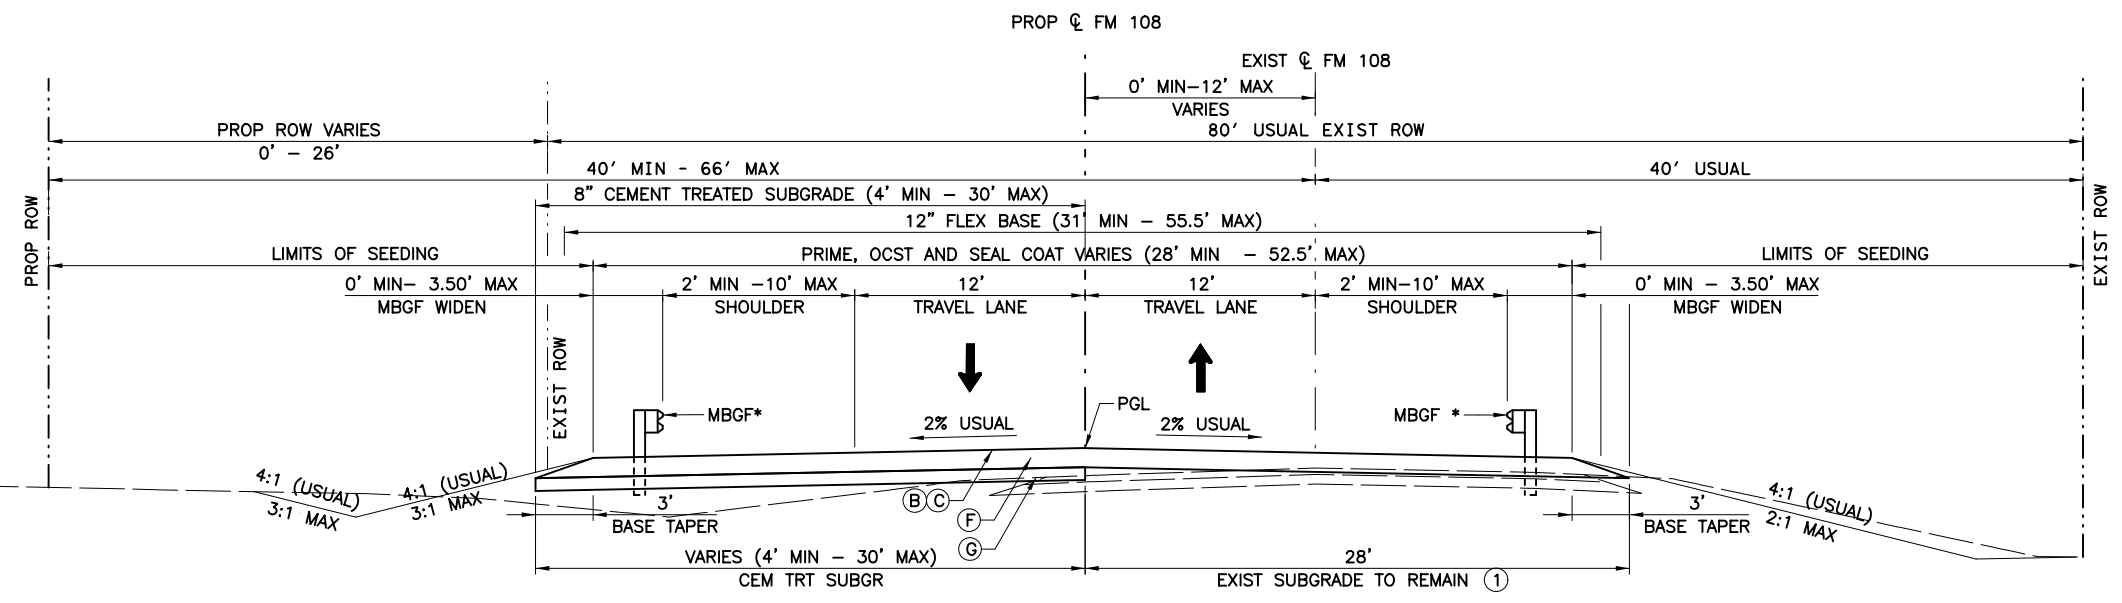 PROP ℄ FM 108
EXIST ℄ FM 108
0' MIN-12' MAX
VARIES
PROP ROW VARIES
0' - 26'
80' USUAL EXIST ROW
40' MIN - 66' MAX
40' USUAL
8" CEMENT TREATED SUBGRADE (4' MIN - 30' MAX)
12" FLEX BASE (31' MIN - 55.5' MAX)
PROP ROW
EXIST ROW
LIMITS OF SEEDING
PRIME, OCST AND SEAL COAT VARIES (28' MIN - 52.5' MAX)
LIMITS OF SEEDING
0' MIN- 3.50' MAX
MBGF WIDEN
2' MIN -10' MAX
SHOULDER
12'
TRAVEL LANE
12'
TRAVEL LANE
2' MIN-10' MAX
SHOULDER
0' MIN - 3.50' MAX
MBGF WIDEN
EXIST ROW
MBGF*
PGL
MBGF *
2% USUAL
2% USUAL
4:1 (USUAL)
3:1 MAX
4:1 (USUAL)
3:1 MAX
4:1 (USUAL)
2:1 MAX
B C
F
G
3'
BASE TAPER
3'
BASE TAPER
VARIES (4' MIN - 30' MAX)
CEM TRT SUBGR
28'
EXIST SUBGRADE TO REMAIN 1